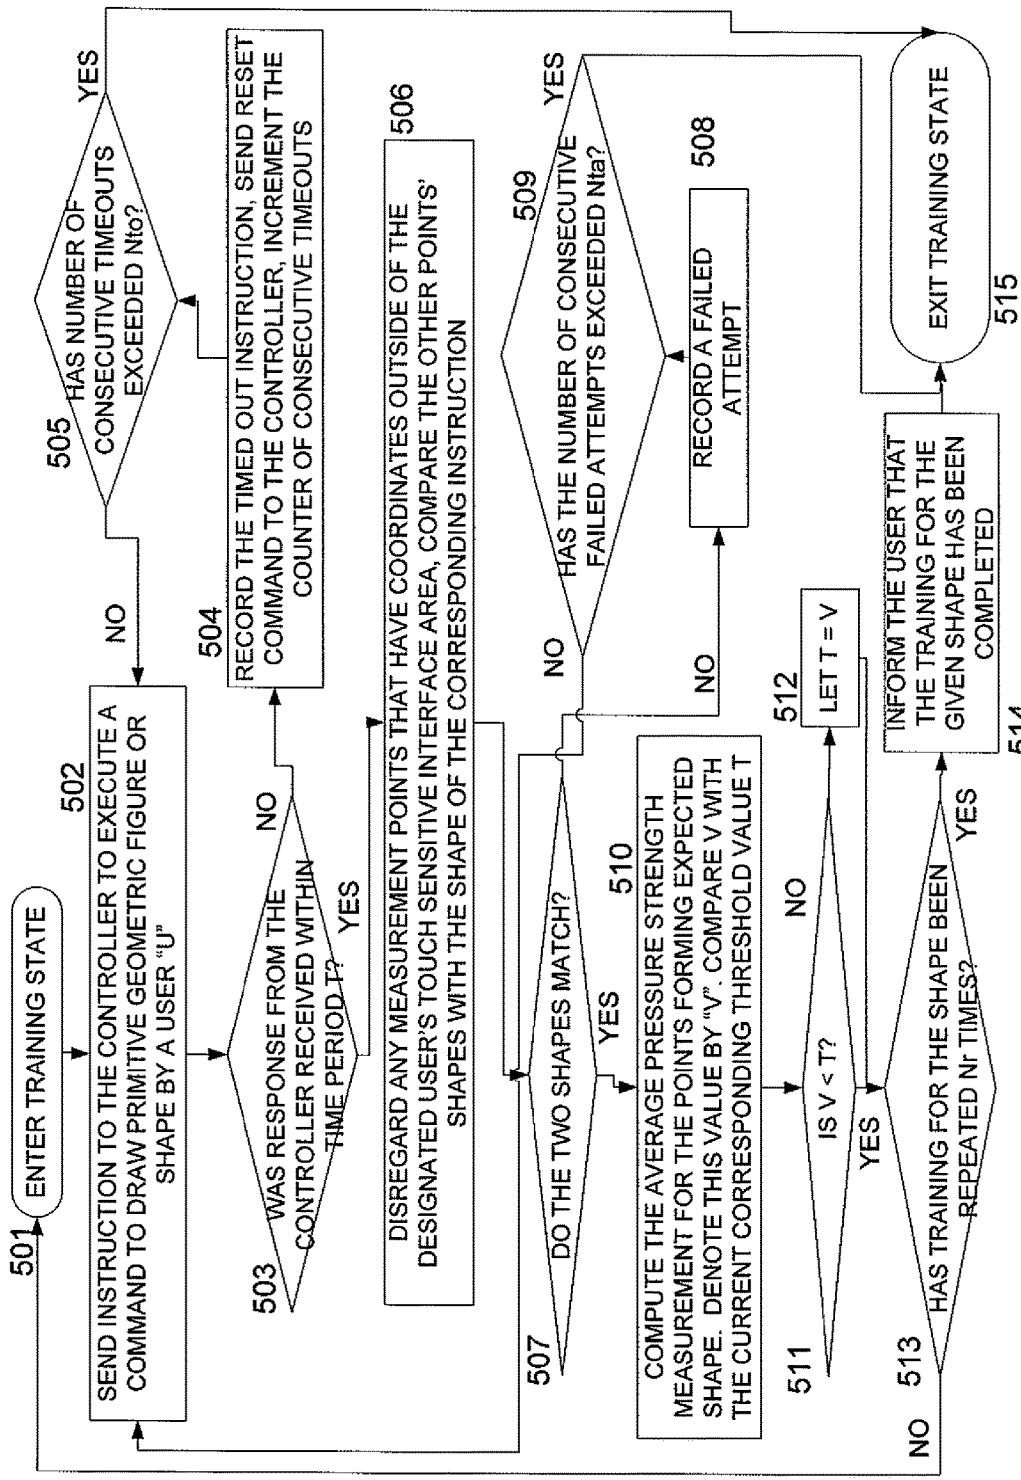 501
ENTER TRAINING STATE
502
SEND INSTRUCTION TO THE CONTROLLER TO EXECUTE A
COMMAND TO DRAW PRIMITIVE GEOMETRIC FIGURE OR
SHAPE BY A USER "U"
503
WAS RESPONSE FROM THE
CONTROLLER RECEIVED WITHIN
TIME PERIOD T?
NO
YES
504
RECORD THE TIMED OUT INSTRUCTION, SEND RESET
COMMAND TO THE CONTROLLER, INCREMENT THE
COUNTER OF CONSECUTIVE TIMEOUTS
505
HAS NUMBER OF
CONSECUTIVE TIMEOUTS
EXCEEDED Nto?
YES
NO
506
DISREGARD ANY MEASUREMENT POINTS THAT HAVE COORDINATES OUTSIDE OF THE
DESIGNATED USER'S TOUCH SENSITIVE INTERFACE AREA, COMPARE THE OTHER POINTS'
SHAPES WITH THE SHAPE OF THE CORRESPONDING INSTRUCTION
507
DO THE TWO SHAPES MATCH?
NO
YES
508
RECORD A FAILED
ATTEMPT
509
HAS THE NUMBER OF CONSECUTIVE
FAILED ATTEMPTS EXCEEDED Nta?
YES
NO
510
COMPUTE THE AVERAGE PRESSURE STRENGTH
MEASUREMENT FOR THE POINTS FORMING EXPECTED
SHAPE. DENOTE THIS VALUE BY "V". COMPARE V WITH
THE CURRENT CORRESPONDING THRESHOLD VALUE T
511
IS V < T?
NO
YES
512
LET T = V
513
HAS TRAINING FOR THE SHAPE BEEN
REPEATED Nr TIMES?
NO
YES
514
INFORM THE USER THAT
THE TRAINING FOR THE
GIVEN SHAPE HAS BEEN
COMPLETED
EXIT TRAINING STATE
515